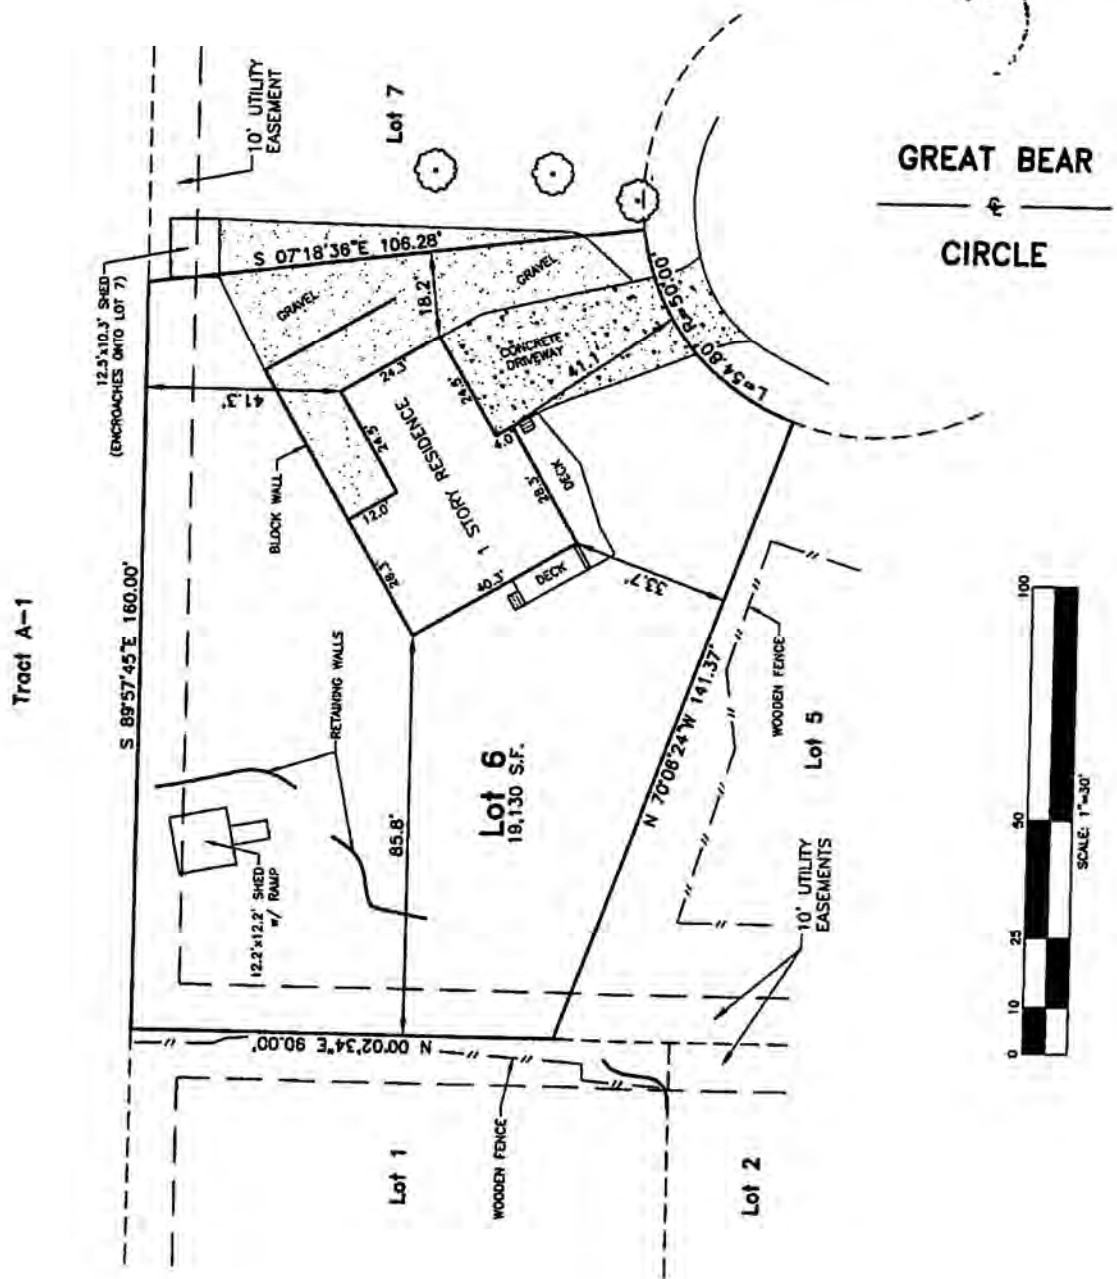 Tract A-1
S 89°57'45"E 160.00'
12.5'x10.3' SHED
(ENCROACHES ONTO LOT 7)
10' UTILITY
EASEMENT
Lot 7
S 07°18'36"E 106.28'
GRAVEL
GRAVEL
18.2'
41.3'
24.3'
24.5'
24.5'
CONCRETE
DRIVEWAY
41.1'
L=54.80' R=50.00'
GREAT BEAR
℄
CIRCLE
BLOCK WALL
12.0'
1 STORY RESIDENCE
4.0'
28.3'
DECK
28.3'
40.3'
DECK
33.7'
RETAINING WALLS
WOODEN FENCE
Lot 6
19,130 S.F.
N 70°06'24"W 141.37'
Lot 5
12.2'x12.2' SHED
w/ RAMP
85.8'
10' UTILITY
EASEMENTS
N 00°02'34"E 90.00'
WOODEN FENCE
Lot 1
Lot 2
0 10 25 50 100
SCALE: 1"=30'